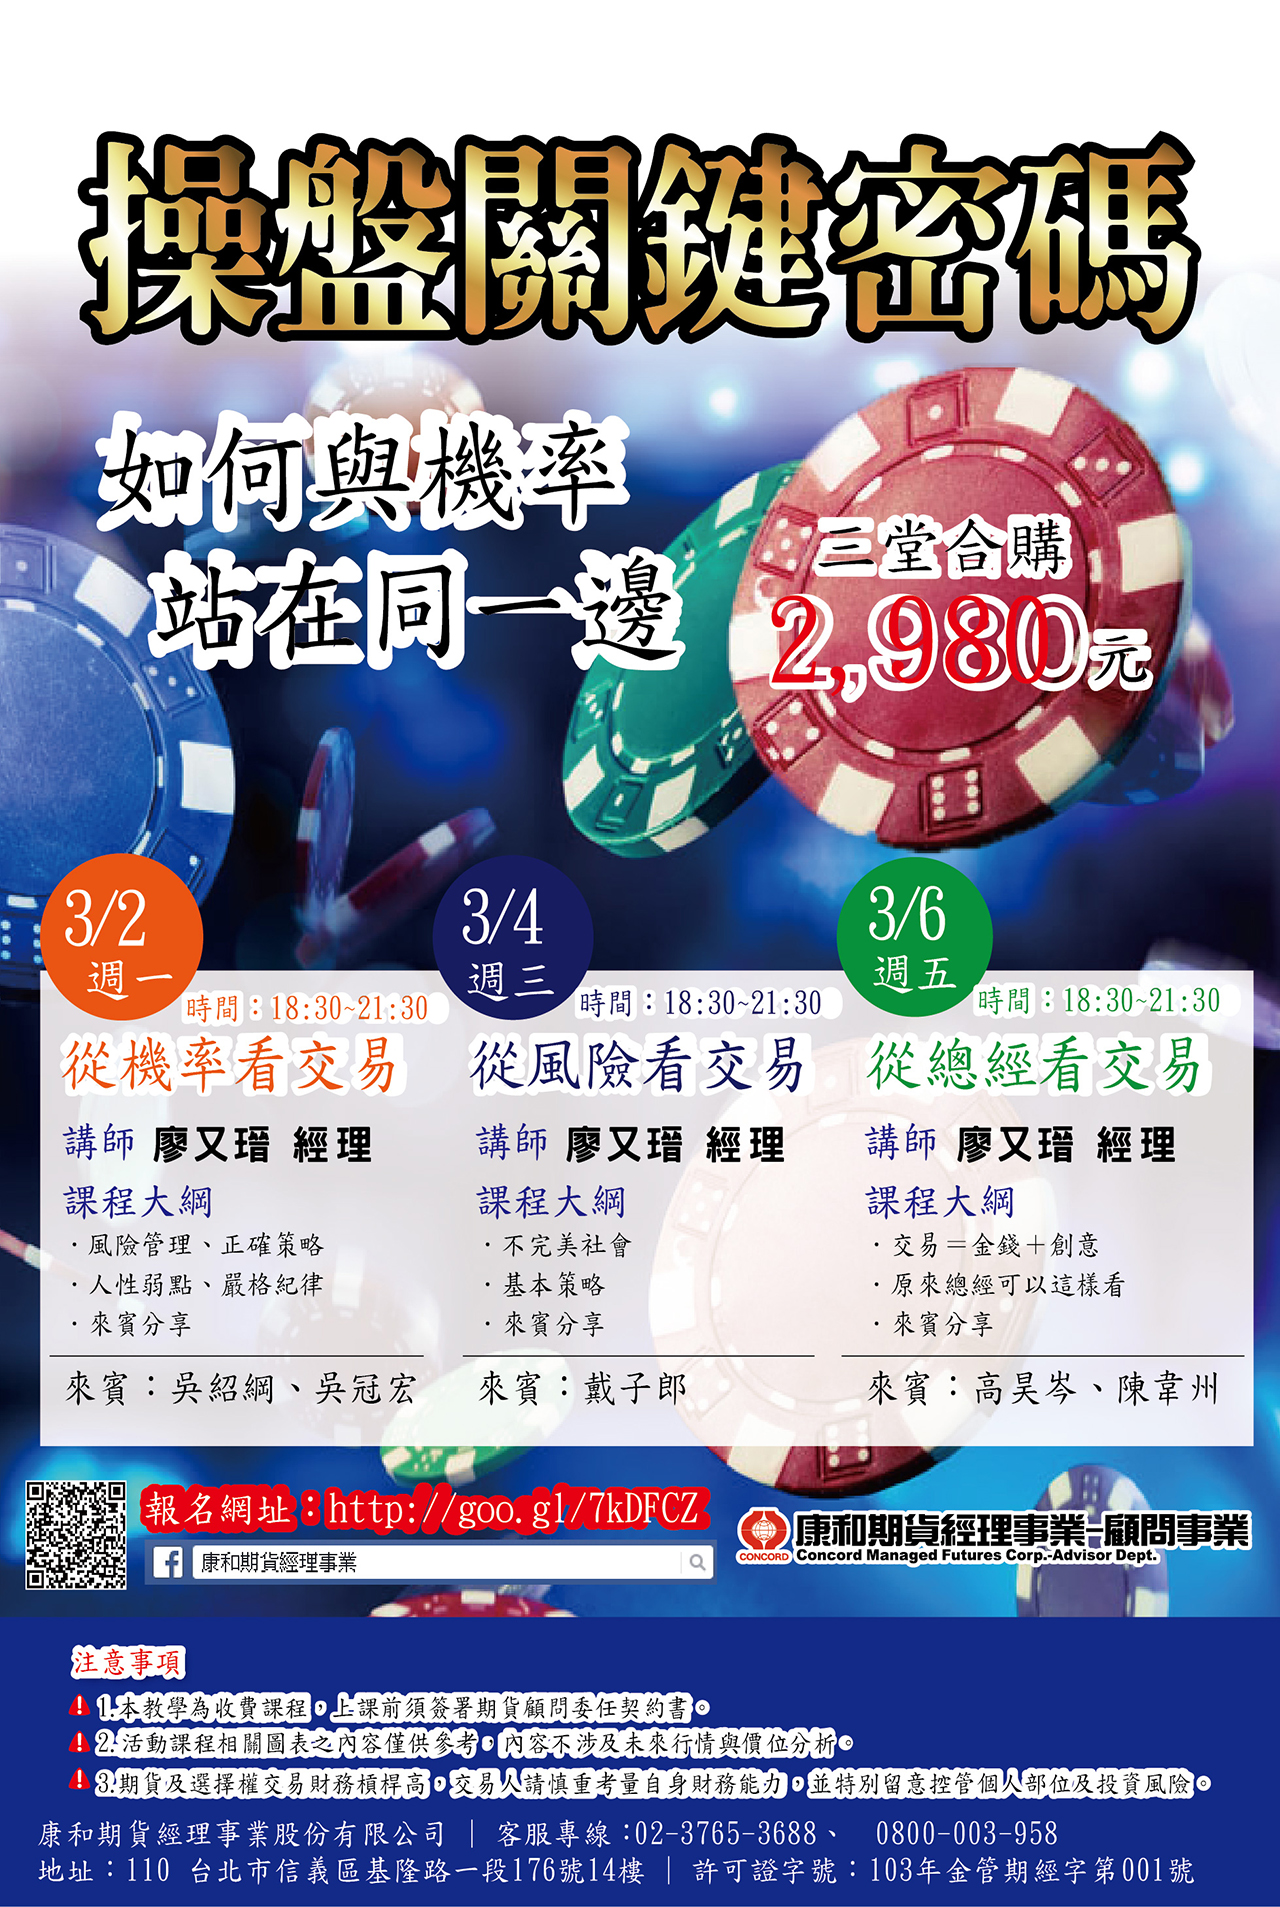 操盤關鍵密碼
如何與機率
站在同一邊
三堂合購
2,980元
3/2
週一
時間：18:30~21:30
從機率看交易
講師 廖又瑨 經理
課程大綱
·風險管理、正確策略
·人性弱點、嚴格紀律
·來賓分享
來賓：吳紹綱、吳冠宏
3/4
週三
時間：18:30~21:30
從風險看交易
講師 廖又瑨 經理
課程大綱
·不完美社會
·基本策略
·來賓分享
來賓：戴子郎
3/6
週五
時間：18:30~21:30
從總經看交易
講師 廖又瑨 經理
課程大綱
·交易＝金錢＋創意
·原來總經可以這樣看
·來賓分享
來賓：高昊岑、陳韋州
報名網址：http://goo.gl/7kDFCZ
康和期貨經理事業
CONCORD
康和期貨經理事業-顧問事業
Concord Managed Futures Corp.-Advisor Dept.
注意事項
1.本教學為收費課程，上課前須簽署期貨顧問委任契約書。
2.活動課程相關圖表之內容僅供參考，內容不涉及未來行情與價位分析。
3.期貨及選擇權交易財務槓桿高，交易人請慎重考量自身財務能力，並特別留意控管個人部位及投資風險。
康和期貨經理事業股份有限公司 | 客服專線:02-3765-3688、 0800-003-958
地址：110 台北市信義區基隆路一段176號14樓 | 許可證字號：103年金管期經字第001號